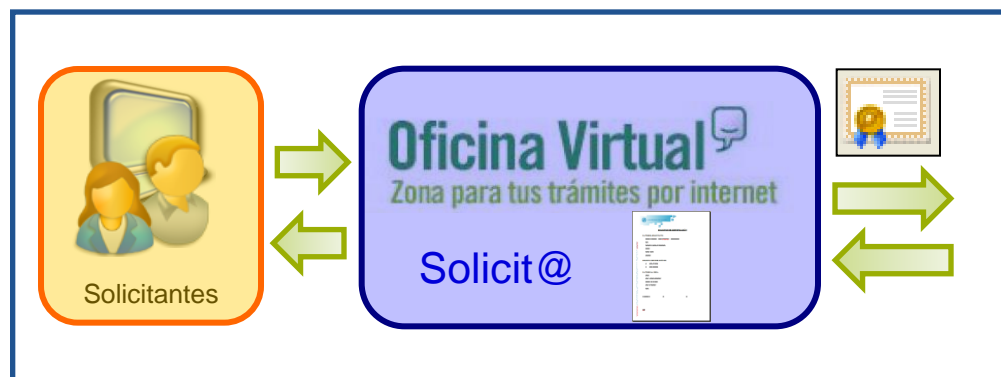 Oficina Virtual
Zona para tus trámites por internet
Solicit@
Solicitantes